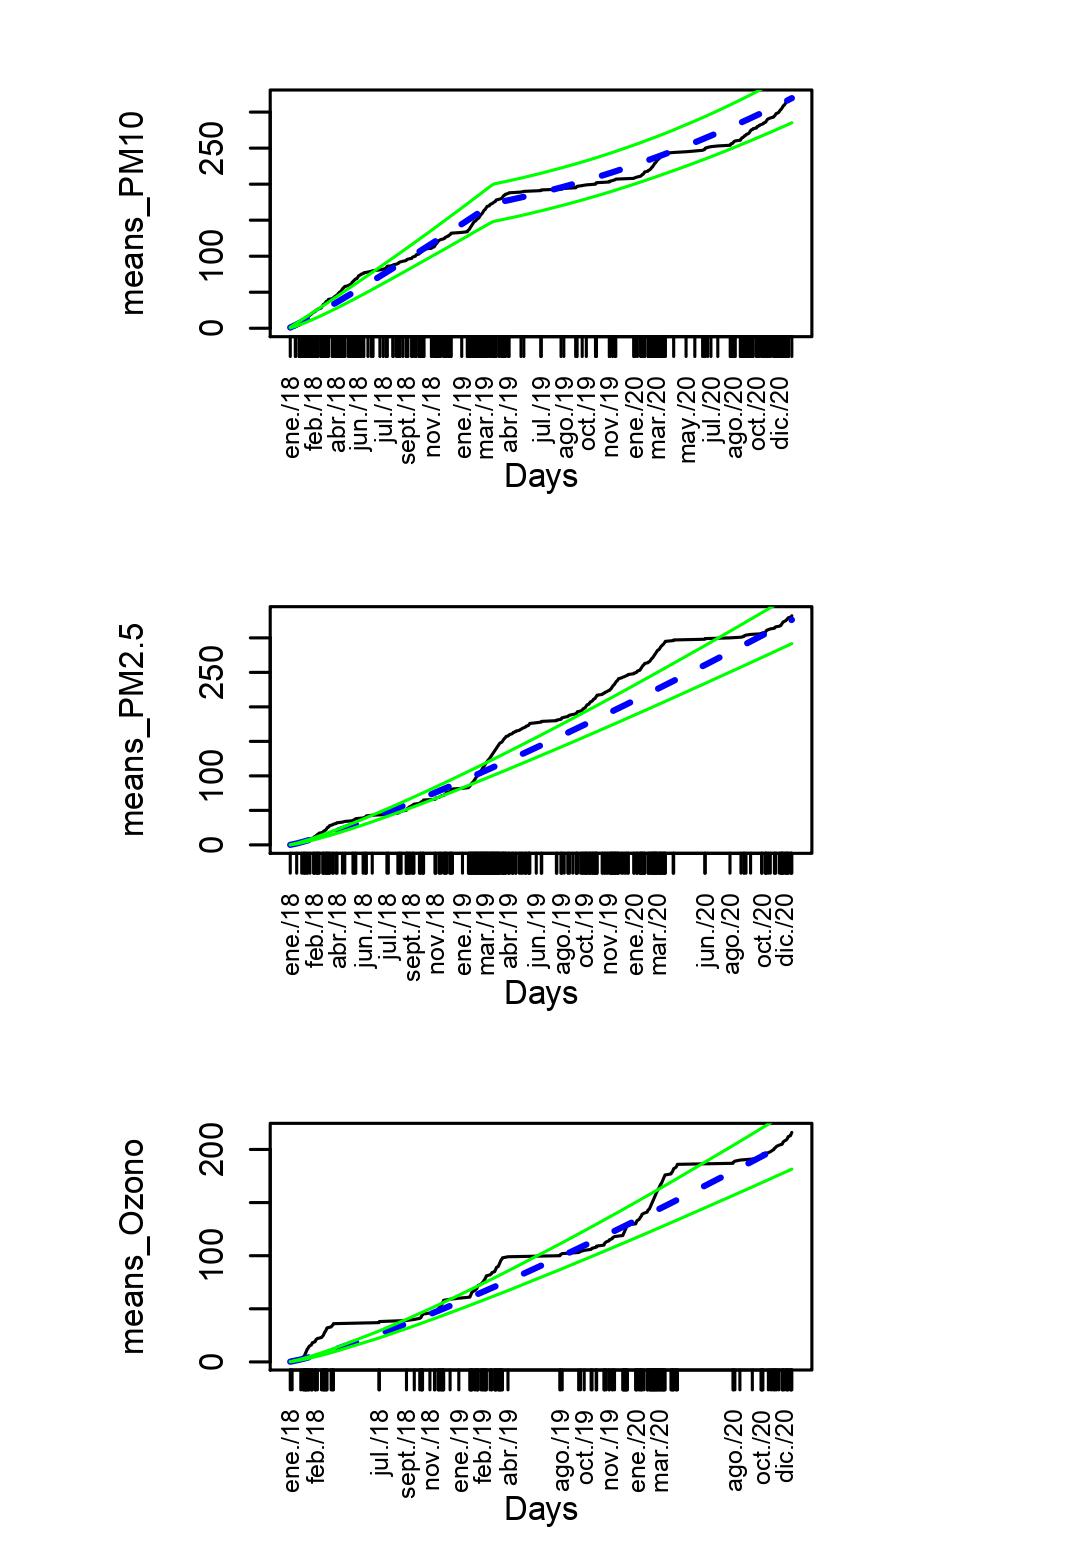 means_PM10
0
100
250
ene./18
feb./18
abr./18
jun./18
jul./18
sept./18
nov./18
ene./19
mar./19
abr./19
jul./19
ago./19
oct./19
nov./19
ene./20
mar./20
may./20
jul./20
ago./20
oct./20
dic./20
Days
means_PM2.5
0
100
250
ene./18
feb./18
abr./18
jun./18
jul./18
sept./18
nov./18
ene./19
mar./19
abr./19
jun./19
ago./19
oct./19
nov./19
ene./20
mar./20
jun./20
ago./20
oct./20
dic./20
Days
means_Ozono
0
100
200
ene./18
feb./18
jul./18
sept./18
nov./18
ene./19
feb./19
abr./19
ago./19
oct./19
nov./19
ene./20
mar./20
ago./20
oct./20
dic./20
Days